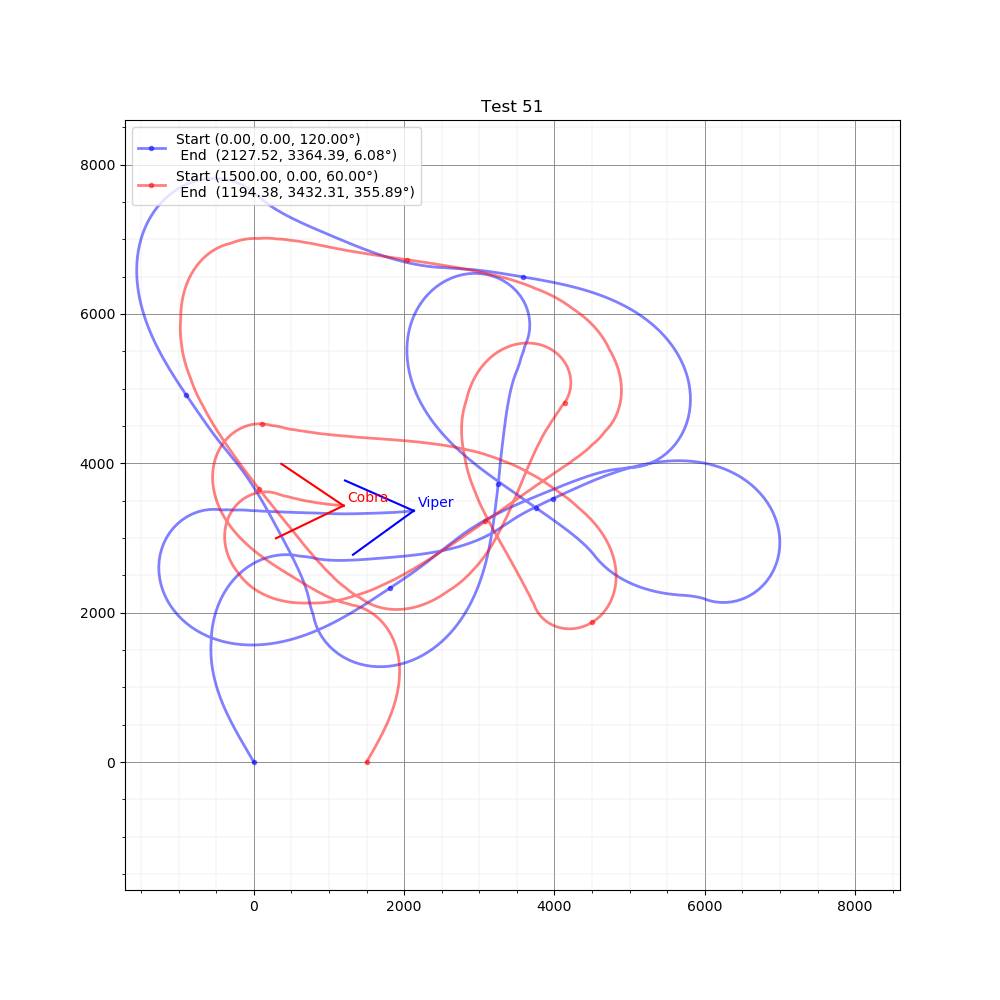 Test 51
Start (0.00, 0.00, 120.00°)
End (2127.52, 3364.39, 6.08°)
Start (1500.00, 0.00, 60.00°)
End (1194.38, 3432.31, 355.89°)
8000
6000
4000
2000
0
Cobra
Viper
0
2000
4000
6000
8000